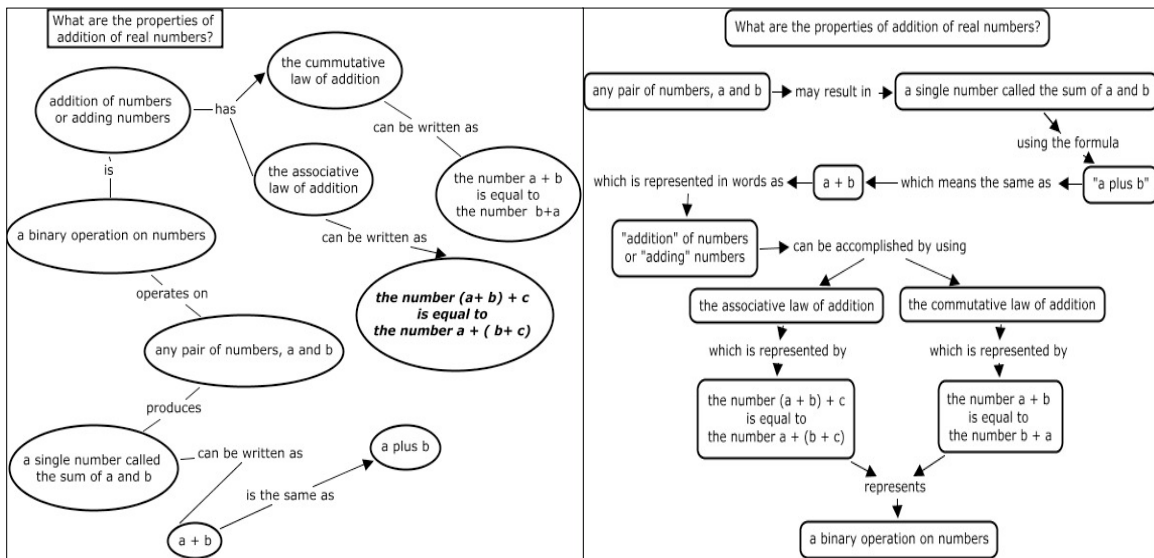 What are the properties of
addition of real numbers?
addition of numbers
or adding numbers
has
the cummutative
law of addition
can be written as
the number a + b
is equal to
the number b+a
the associative
law of addition
can be written as
the number (a+ b) + c
is equal to
the number a + ( b+ c)
is
a binary operation on numbers
operates on
any pair of numbers, a and b
produces
a single number called
the sum of a and b
can be written as
a + b
is the same as
a plus b
What are the properties of addition of real numbers?
any pair of numbers, a and b
may result in
a single number called the sum of a and b
using the formula
"a plus b"
which means the same as
a + b
which is represented in words as
"addition" of numbers
or "adding" numbers
can be accomplished by using
the associative law of addition
the commutative law of addition
which is represented by
which is represented by
the number (a + b) + c
is equal to
the number a + (b + c)
the number a + b
is equal to
the number b + a
represents
a binary operation on numbers